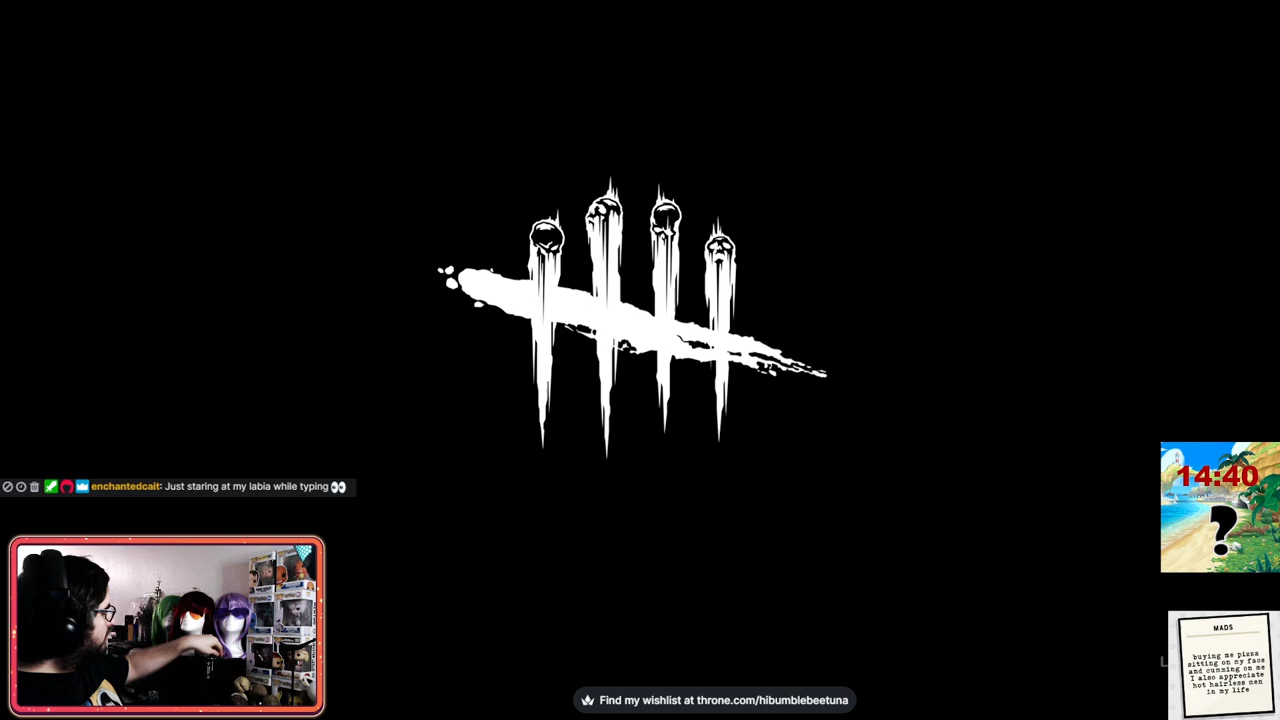 enchantedcait: Just staring at my labia while typing 👀
14:40
?
MADS
buying me pizza
sitting on my face
and cumming on me
I also appreciate
hot hairless men
in my life
Find my wishlist at throne.com/hibumblebeetuna